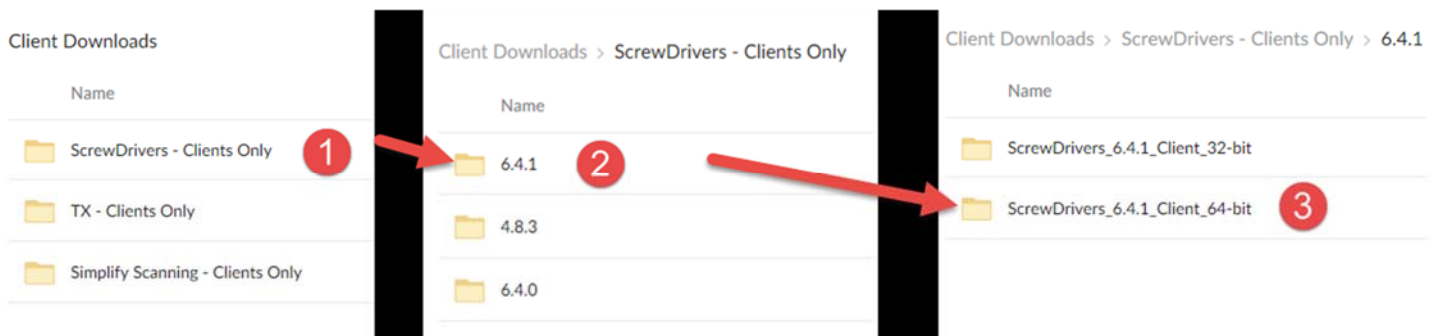 Client Downloads
Name
ScrewDrivers - Clients Only
1
TX - Clients Only
Simplify Scanning - Clients Only
Client Downloads > ScrewDrivers - Clients Only
Name
6.4.1
2
4.8.3
6.4.0
Client Downloads > ScrewDrivers - Clients Only > 6.4.1
Name
ScrewDrivers_6.4.1_Client_32-bit
ScrewDrivers_6.4.1_Client_64-bit
3